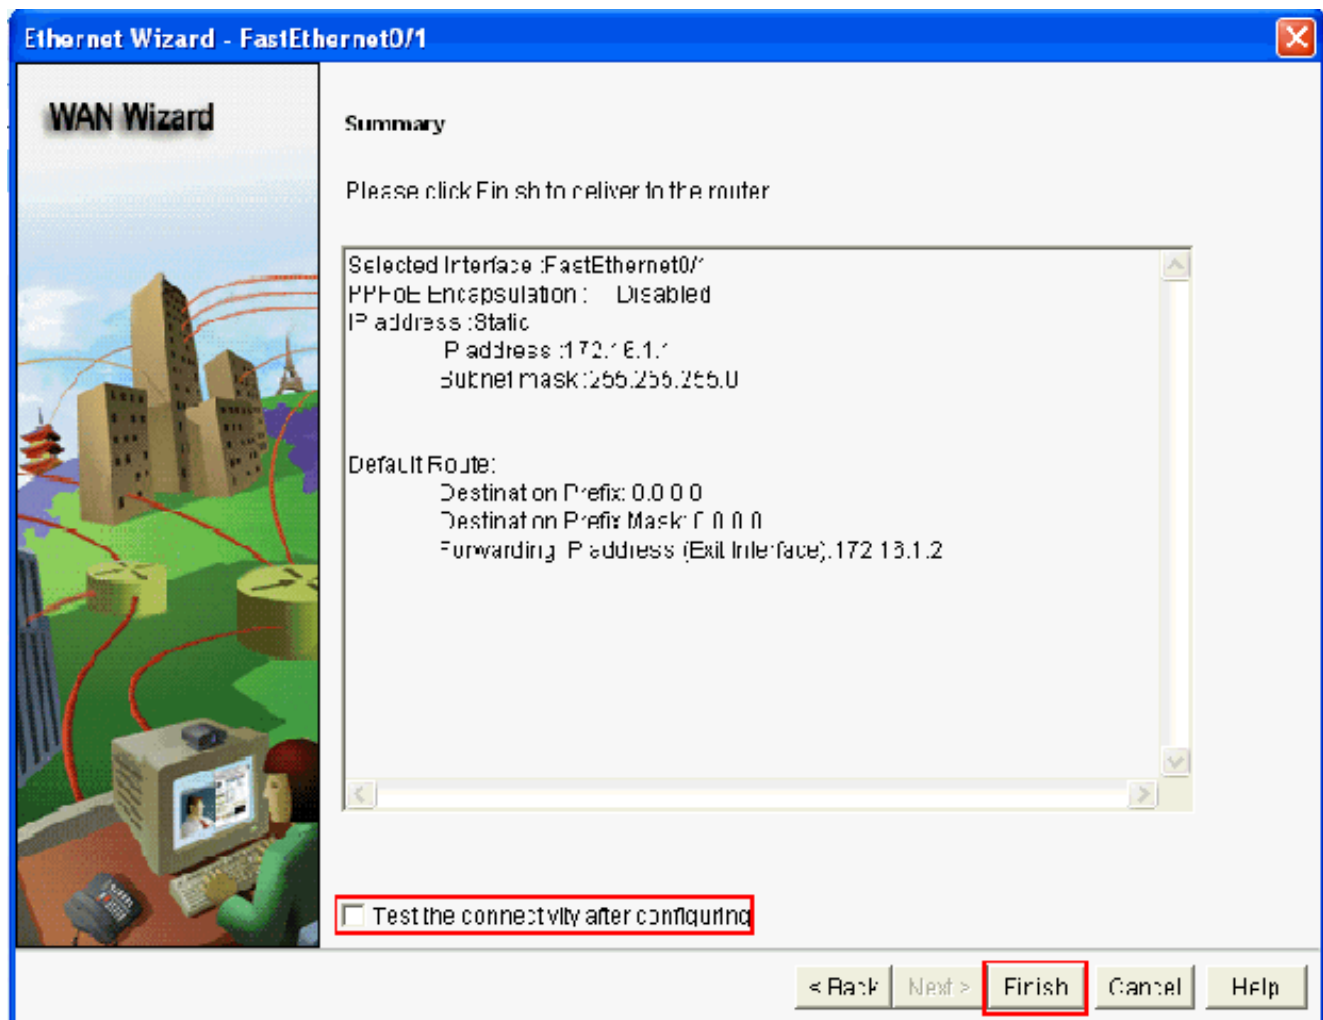 Ethernet Wizard - FastEthernet0/1
WAN Wizard
Summary
Please click Finish to deliver to the router
Selected Interface :FastEthernet0/1
PPPoE Encapsulation : Disabled
IP address :Static
IP address :172.16.1.1
Subnet mask :255.255.255.0
Default Route:
Destination Prefix: 0.0.0.0
Destination Prefix Mask: 0.0.0.0
Forwarding IP address (Exit Interface):172.16.1.2
Test the connectivity after configuring
< Back Next > Finish Cancel Help